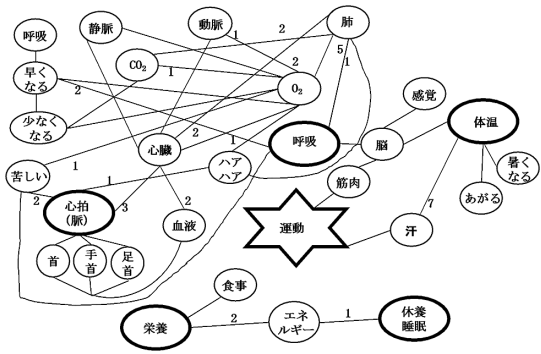 呼吸
静脈
動脈
肺
2
1
2
5
CO₂
1
2
1
早く
なる
O₂
2
感覚
少なく
なる
体温
2
1
呼吸
脳
心臓
1
ハア
ハア
暑く
なる
苦しい
1
筋肉
あがる
2
心拍
(脈)
3
2
血液
運動
7
汗
首
手
首
足
首
食事
栄養
2
エネ
ルギー
1
休養
睡眠